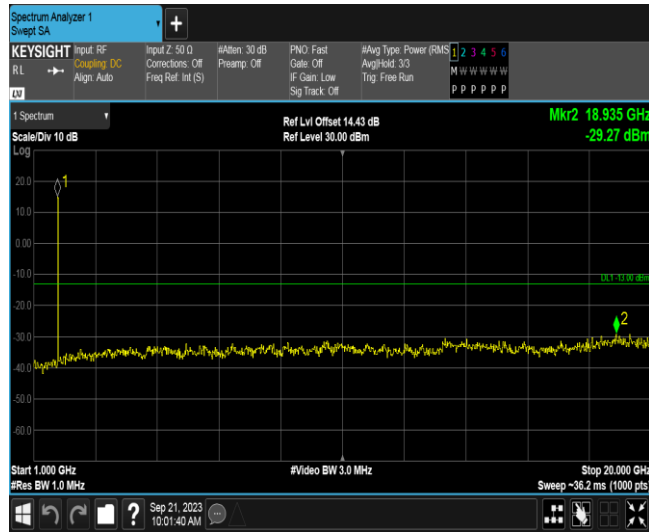 Spectrum Analyzer 1
Swept SA
+
KEYSIGHT
RL
LXI
Input: RF
Coupling: DC
Align: Auto
Input Z: 50 Ω
Corrections: Off
Freq Ref: Int (S)
#Atten: 30 dB
Preamp: Off
PNO: Fast
Gate: Off
IF Gain: Low
Sig Track: Off
#Avg Type: Power (RMS
Avg|Hold: 3/3
Trig: Free Run
1 2 3 4 5 6
M W W W W W
P P P P P P
1 Spectrum
Scale/Div 10 dB
Ref Lvl Offset 14.43 dB
Ref Level 30.00 dBm
Mkr2 18.935 GHz
-29.27 dBm
Log
20.0
10.0
0.00
-10.0
-20.0
-30.0
-40.0
-50.0
-60.0
1
DL1 -13.00 dBm
2
Start 1.000 GHz
#Video BW 3.0 MHz
Stop 20.000 GHz
#Res BW 1.0 MHz
Sweep ~36.2 ms (1000 pts)
?
Sep 21, 2023
10:01:40 AM